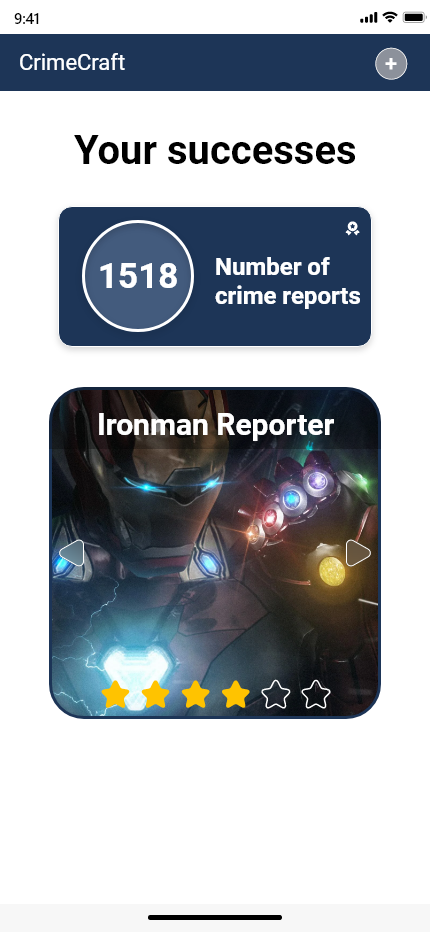 9:41
CrimeCraft
Your successes
1518
Number of
crime reports
Ironman Reporter